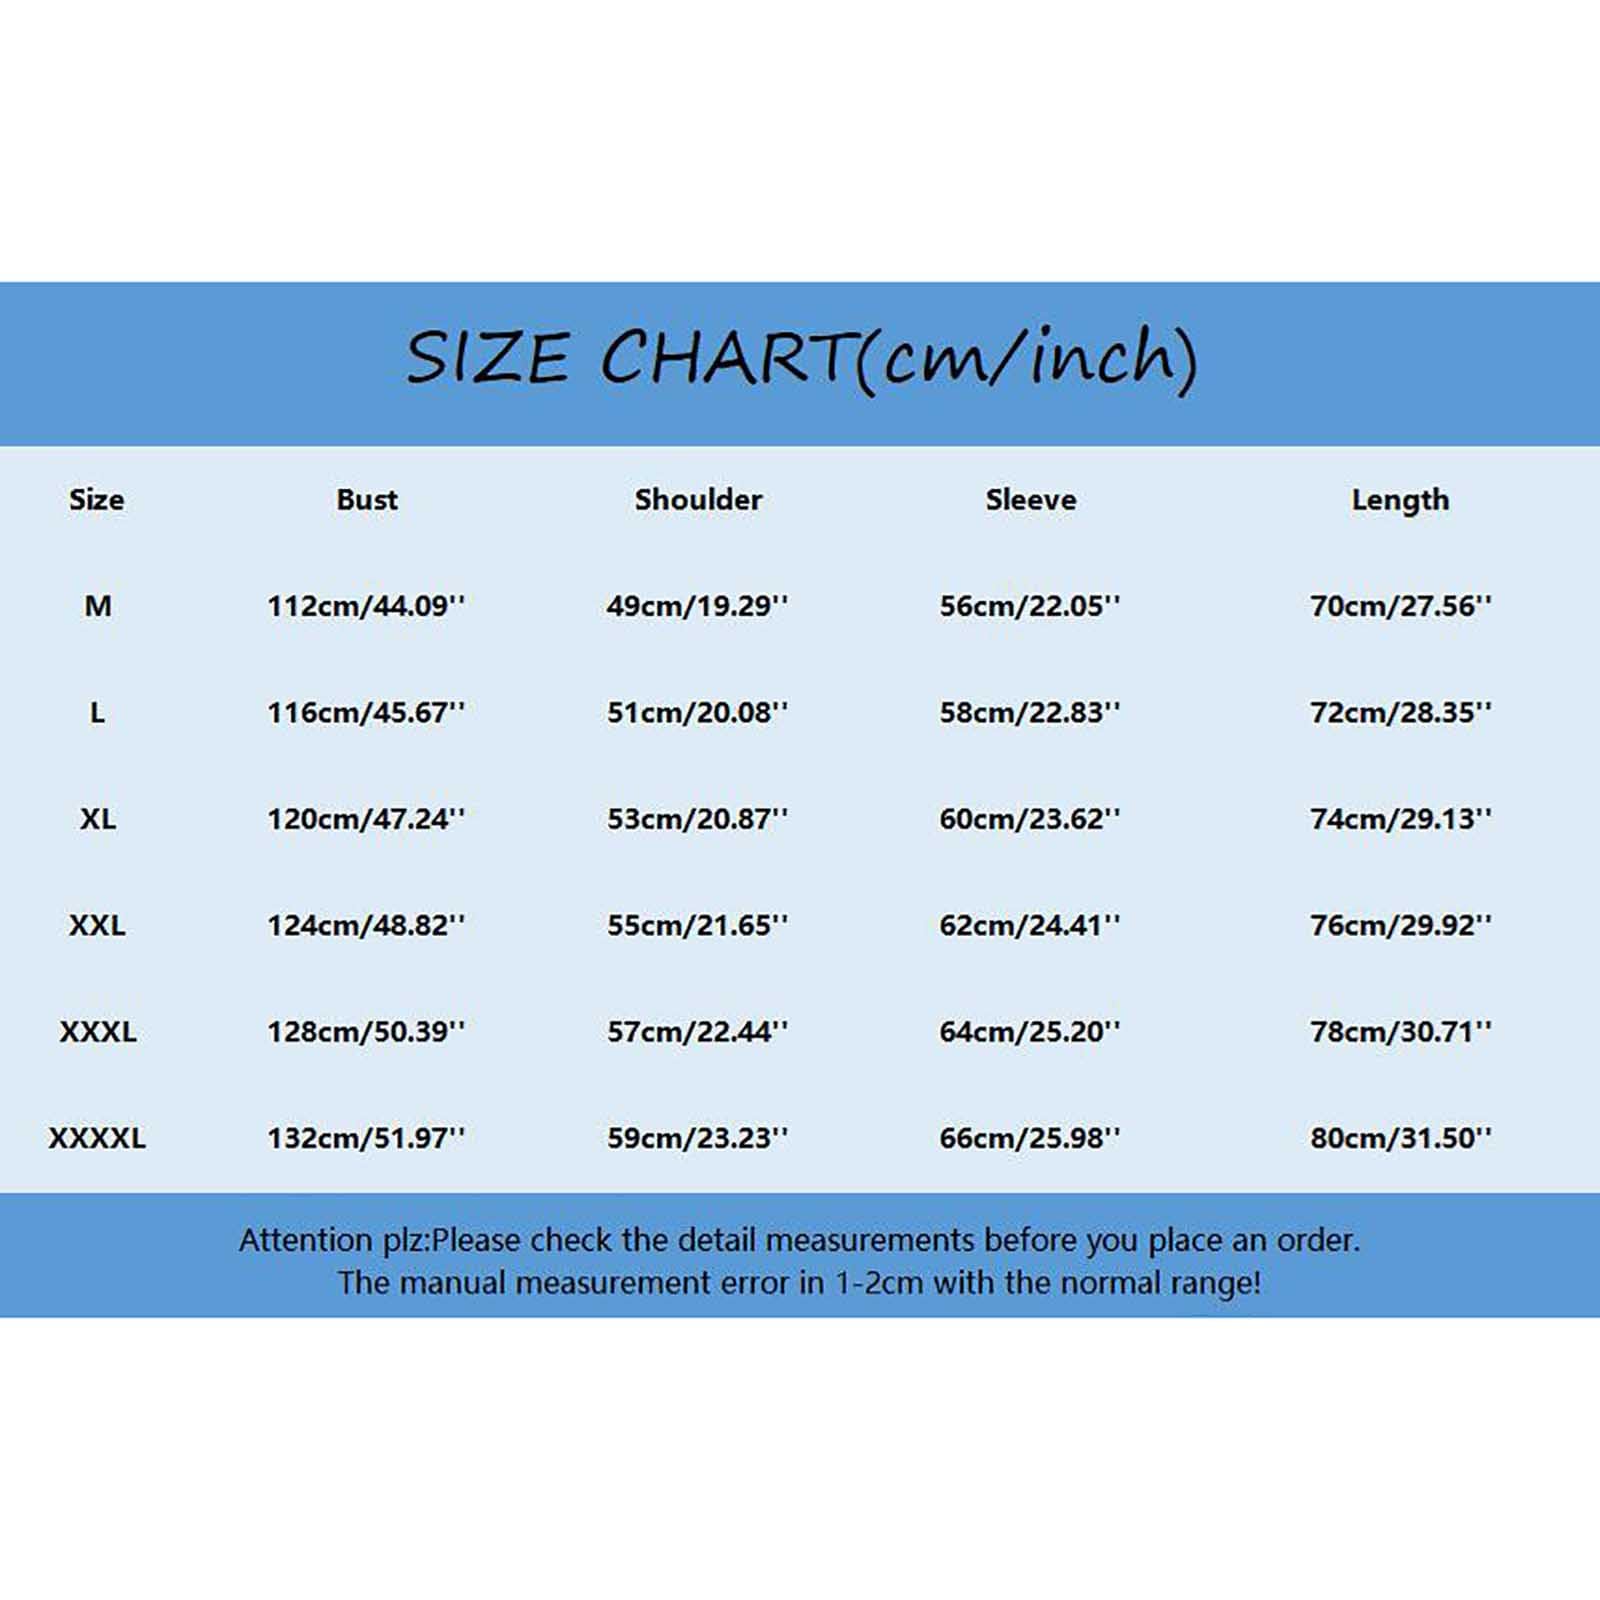 SIZE CHART(cm/inch)
Size Bust Shoulder Sleeve Length
M 112cm/44.09'' 49cm/19.29'' 56cm/22.05'' 70cm/27.56''
L 116cm/45.67'' 51cm/20.08'' 58cm/22.83'' 72cm/28.35''
XL 120cm/47.24'' 53cm/20.87'' 60cm/23.62'' 74cm/29.13''
XXL 124cm/48.82'' 55cm/21.65'' 62cm/24.41'' 76cm/29.92''
XXXL 128cm/50.39'' 57cm/22.44'' 64cm/25.20'' 78cm/30.71''
XXXXL 132cm/51.97'' 59cm/23.23'' 66cm/25.98'' 80cm/31.50''
Attention plz:Please check the detail measurements before you place an order.
The manual measurement error in 1-2cm with the normal range!